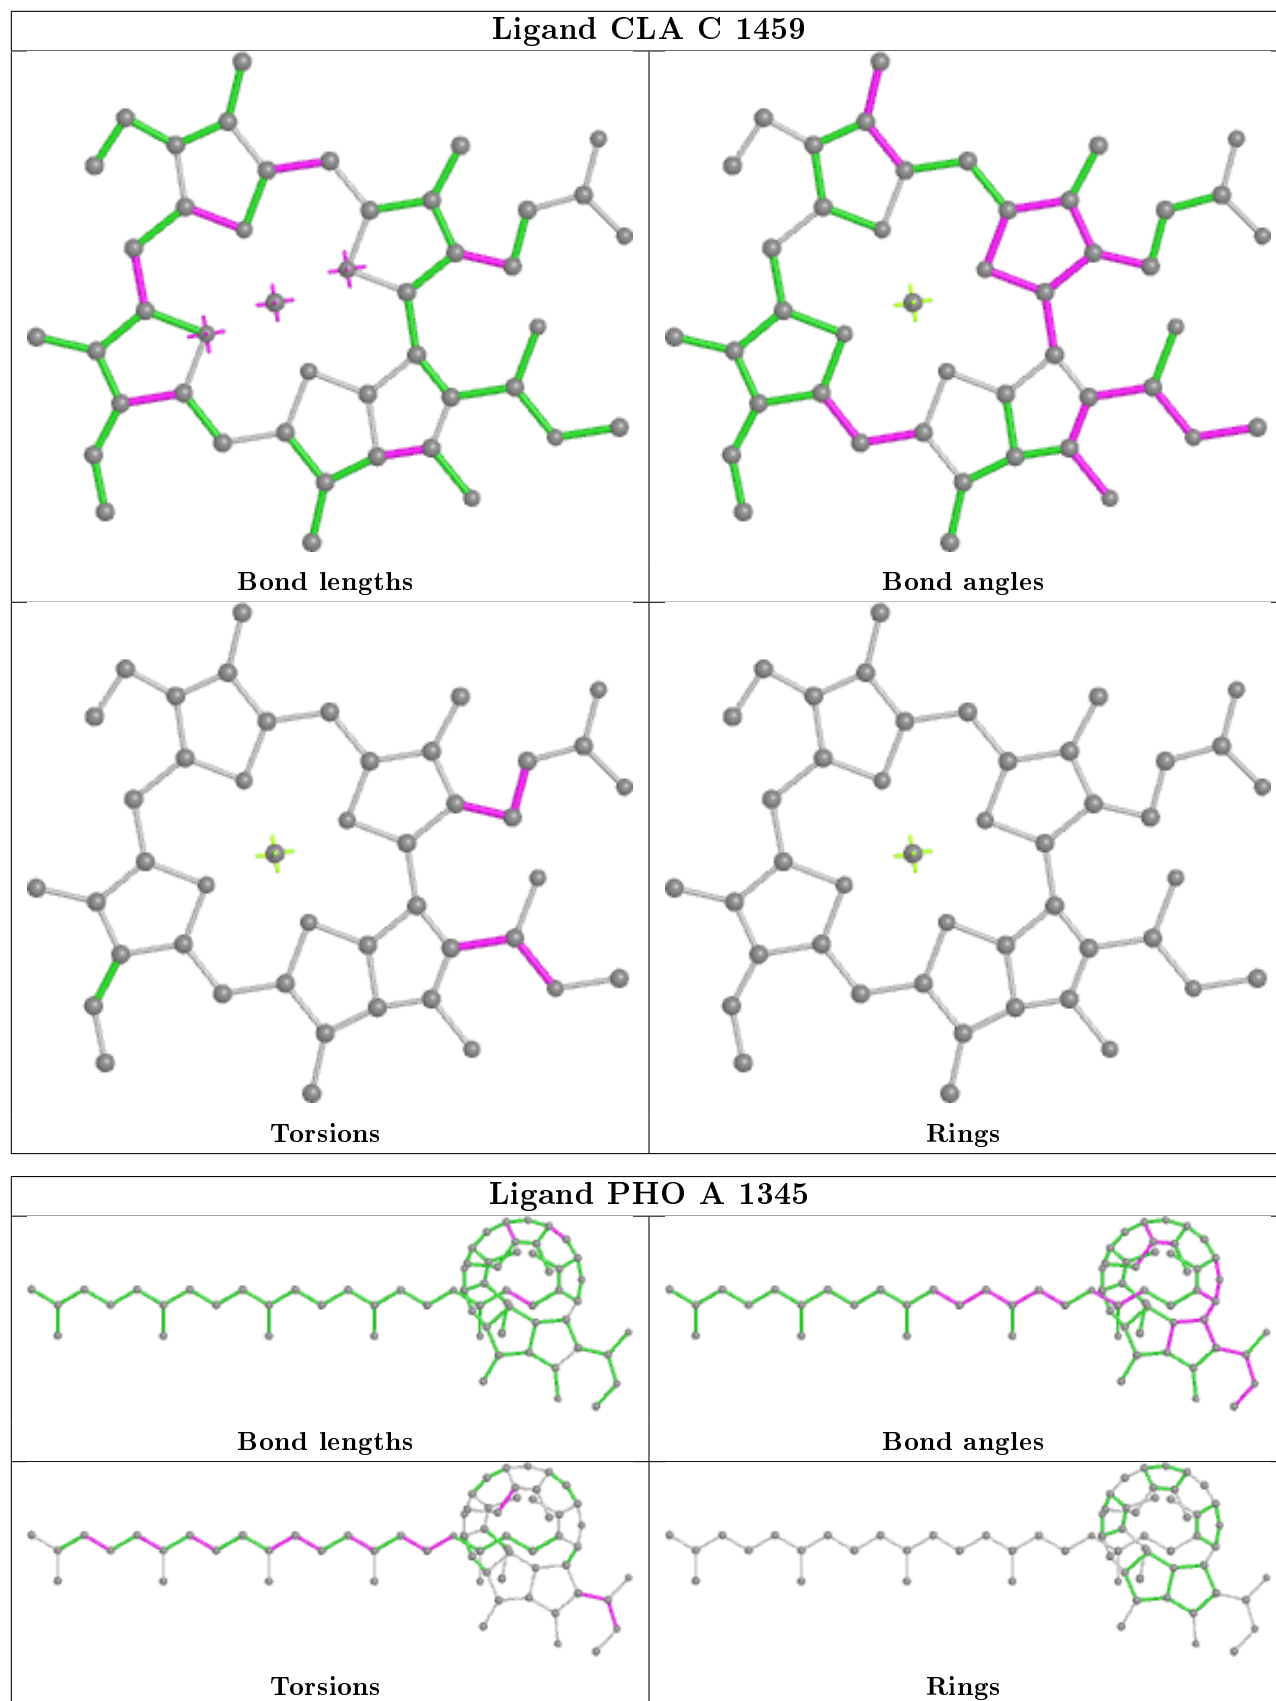 Ligand CLA C 1459
Bond lengths
Bond angles
Torsions
Rings
Ligand PHO A 1345
Bond lengths
Bond angles
Torsions
Rings